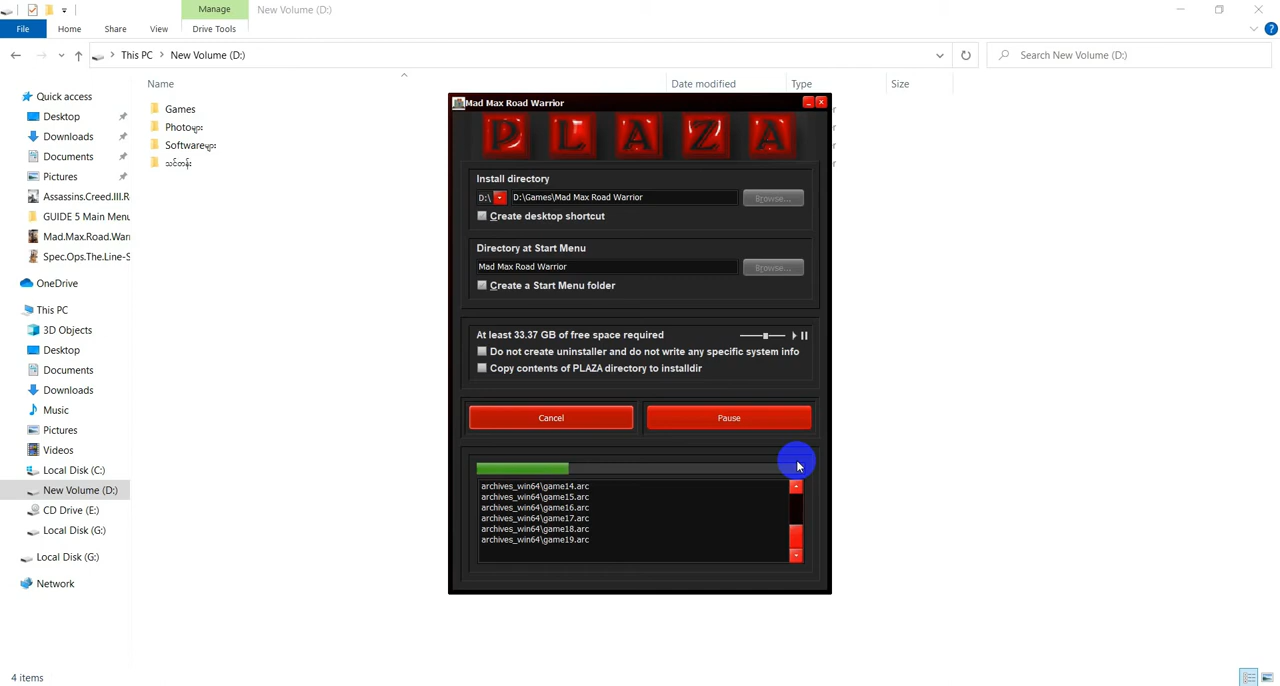 Manage
New Volume (D:)
File
Home
Share
View
Drive Tools
This PC
New Volume (D:)
Search New Volume (D:)
Name
Date modified
Type
Size
Quick access
Desktop
Downloads
Documents
Pictures
Assassins.Creed.III.R
GUIDE 5 Main Menu
Mad.Max.Road.Warr
Spec.Ops.The.Line-S
OneDrive
This PC
3D Objects
Desktop
Documents
Downloads
Music
Pictures
Videos
Local Disk (C:)
New Volume (D:)
CD Drive (E:)
Local Disk (G:)
Local Disk (G:)
Network
Games
Photoများ
Softwareများ
သင်တန်း
Mad Max Road Warrior
PLAZA
Install directory
D:\
D:\Games\Mad Max Road Warrior
Browse...
Create desktop shortcut
Directory at Start Menu
Mad Max Road Warrior
Browse...
Create a Start Menu folder
At least 33.37 GB of free space required
Do not create uninstaller and do not write any specific system info
Copy contents of PLAZA directory to installdir
Cancel
Pause
archives_win64\game14.arc
archives_win64\game15.arc
archives_win64\game16.arc
archives_win64\game17.arc
archives_win64\game18.arc
archives_win64\game19.arc
4 items